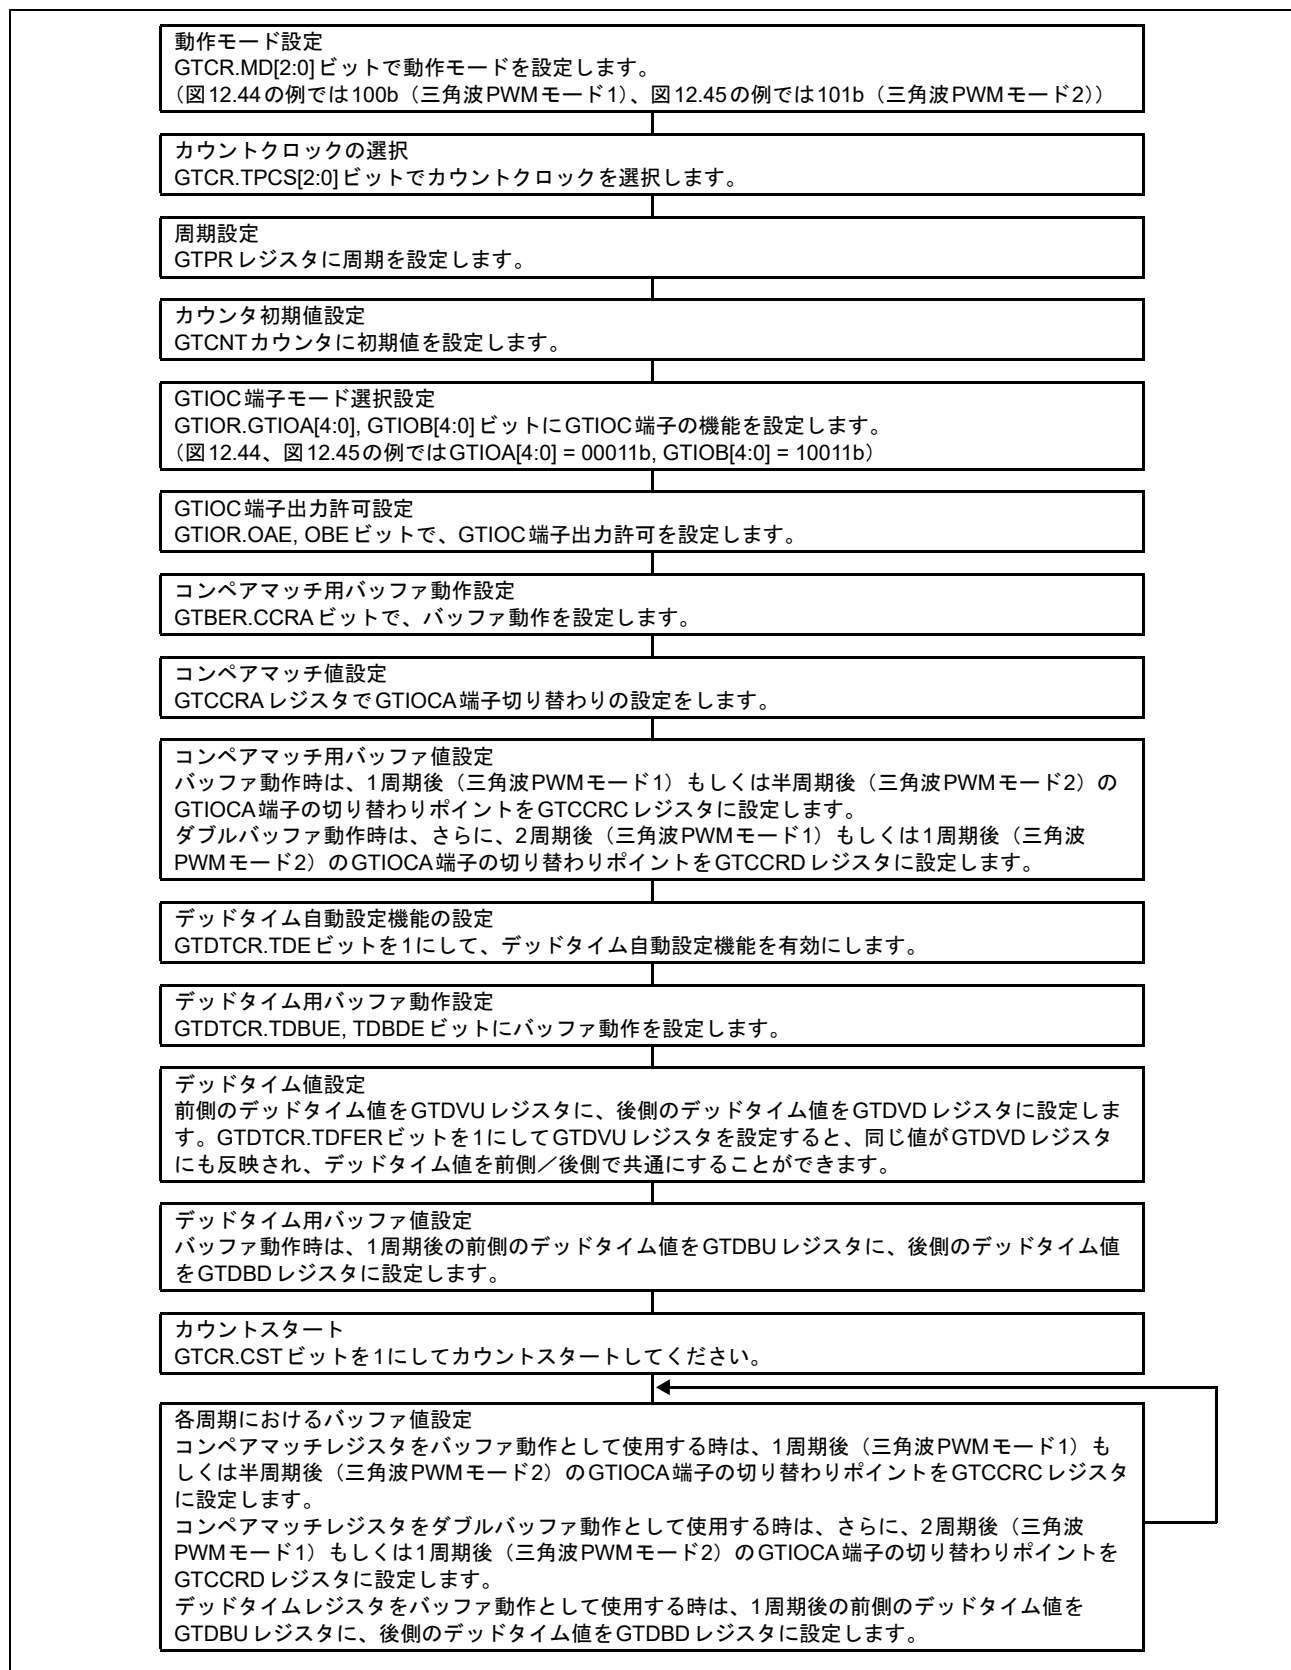 動作モード設定
GTCR.MD[2:0]ビットで動作モードを設定します。
（図12.44の例では100b（三角波PWMモード1）、図12.45の例では101b（三角波PWMモード2））
カウントクロックの選択
GTCR.TPCS[2:0]ビットでカウントクロックを選択します。
周期設定
GTPRレジスタに周期を設定します。
カウンタ初期値設定
GTCNTカウンタに初期値を設定します。
GTIOC端子モード選択設定
GTIOR.GTIOA[4:0], GTIOB[4:0]ビットにGTIOC端子の機能を設定します。
（図12.44、図12.45の例ではGTIOA[4:0] = 00011b, GTIOB[4:0] = 10011b）
GTIOC端子出力許可設定
GTIOR.OAE, OBEビットで、GTIOC端子出力許可を設定します。
コンペアマッチ用バッファ動作設定
GTBER.CCRAビットで、バッファ動作を設定します。
コンペアマッチ値設定
GTCCRAレジスタでGTIOCA端子切り替わりの設定をします。
コンペアマッチ用バッファ値設定
バッファ動作時は、1周期後（三角波PWMモード1）もしくは半周期後（三角波PWMモード2）の
GTIOCA端子の切り替わりポイントをGTCCRCレジスタに設定します。
ダブルバッファ動作時は、さらに、2周期後（三角波PWMモード1）もしくは1周期後（三角波
PWMモード2）のGTIOCA端子の切り替わりポイントをGTCCRDレジスタに設定します。
デッドタイム自動設定機能の設定
GTDTCR.TDEビットを1にして、デッドタイム自動設定機能を有効にします。
デッドタイム用バッファ動作設定
GTDTCR.TDBUE, TDBDEビットにバッファ動作を設定します。
デッドタイム値設定
前側のデッドタイム値をGTDVUレジスタに、後側のデッドタイム値をGTDVDレジスタに設定しま
す。GTDTCR.TDFERビットを1にしてGTDVUレジスタを設定すると、同じ値がGTDVDレジスタ
にも反映され、デッドタイム値を前側／後側で共通にすることができます。
デッドタイム用バッファ値設定
バッファ動作時は、1周期後の前側のデッドタイム値をGTDBUレジスタに、後側のデッドタイム値
をGTDBDレジスタに設定します。
カウントスタート
GTCR.CSTビットを1にしてカウントスタートしてください。
各周期におけるバッファ値設定
コンペアマッチレジスタをバッファ動作として使用する時は、1周期後（三角波PWMモード1）も
しくは半周期後（三角波PWMモード2）のGTIOCA端子の切り替わりポイントをGTCCRCレジスタ
に設定します。
コンペアマッチレジスタをダブルバッファ動作として使用する時は、さらに、2周期後（三角波
PWMモード1）もしくは1周期後（三角波PWMモード2）のGTIOCA端子の切り替わりポイントを
GTCCRDレジスタに設定します。
デッドタイムレジスタをバッファ動作として使用する時は、1周期後の前側のデッドタイム値を
GTDBUレジスタに、後側のデッドタイム値をGTDBDレジスタに設定します。